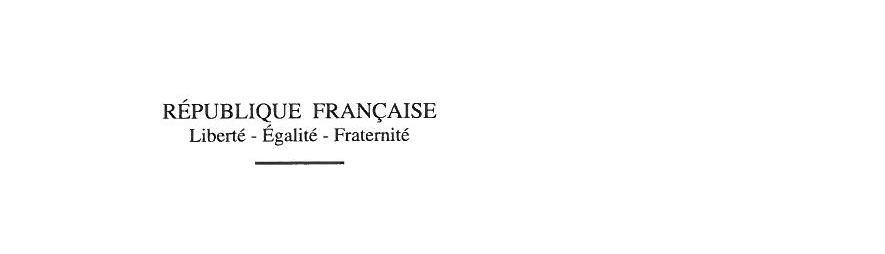 RÉPUBLIQUE FRANÇAISE
Liberté - Égalité - Fraternité